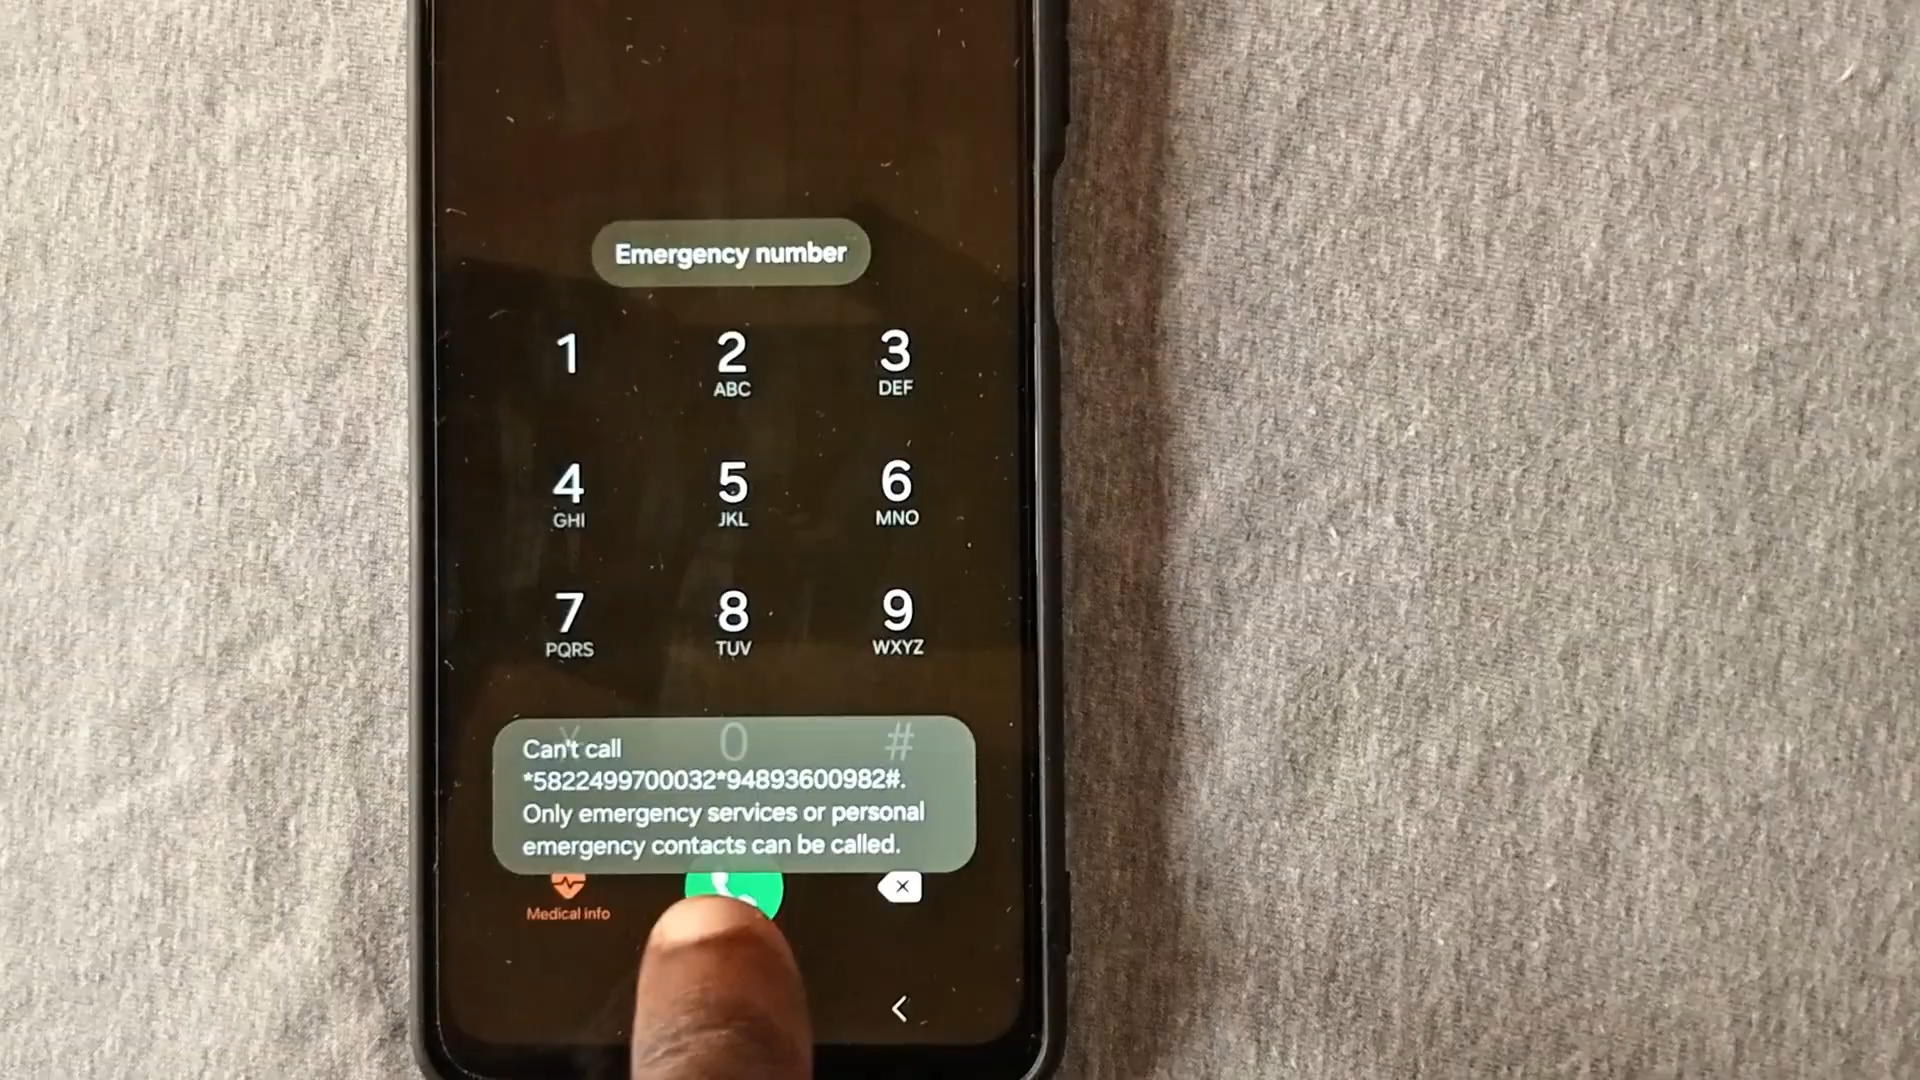 Emergency number
1 2 3
ABC DEF
4 5 6
GHI JKL MNO
7 8 9
PQRS TUV WXYZ
0 #
Can't call
*5822499700032*94893600982#.
Only emergency services or personal
emergency contacts can be called.
Medical info